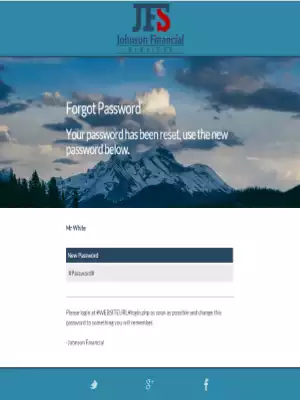 JFS
Johnson Financial
SERVICES
Forgot Password
Your password has been reset, use the new
password below.
Mr White
New Password
#Password#
Please login at #WEBSITEURL#login.php as soon as possible and change this
password to something you will remember.
-Johnson Financial